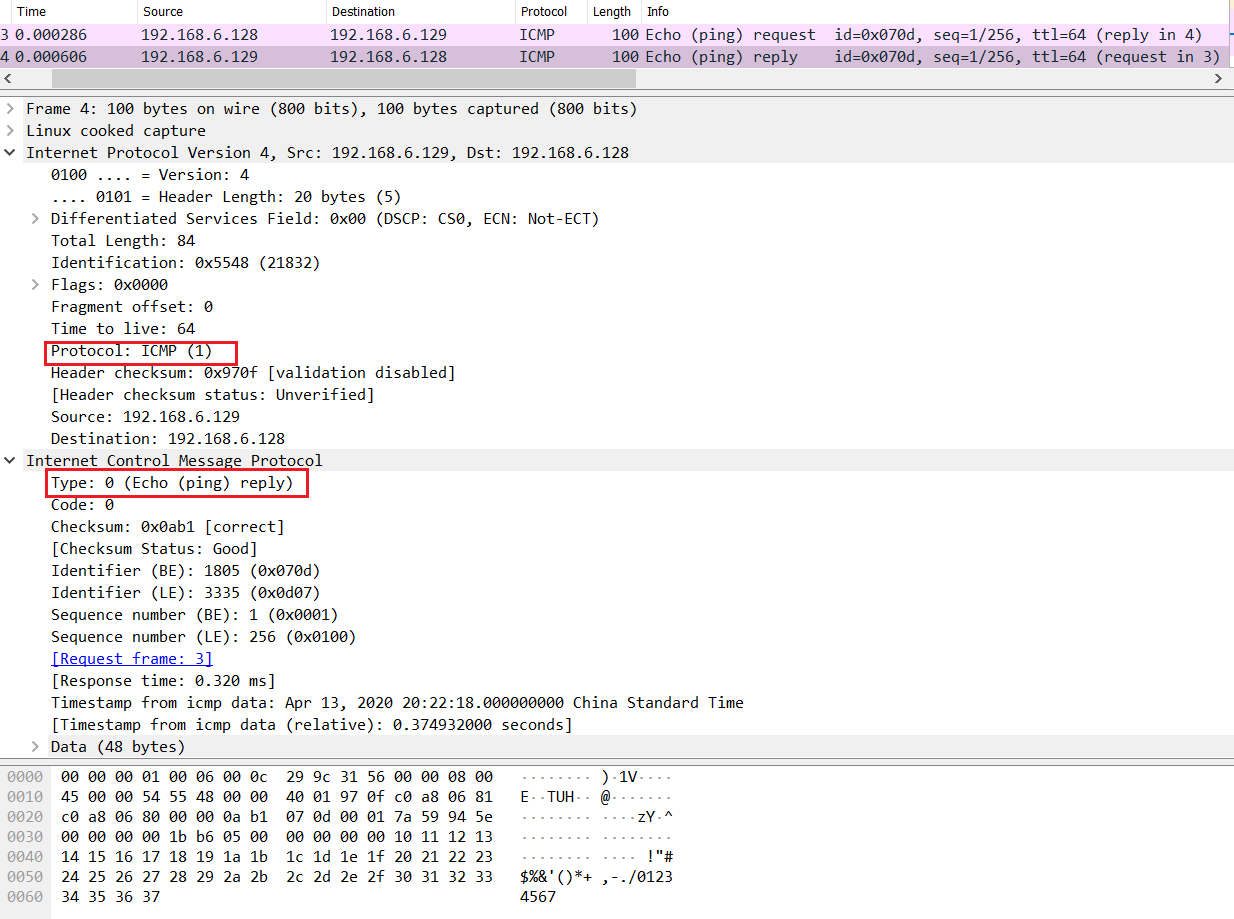 Time Source Destination Protocol Length Info
3 0.000286 192.168.6.128 192.168.6.129 ICMP 100 Echo (ping) request id=0x070d, seq=1/256, ttl=64 (reply in 4)
4 0.000606 192.168.6.129 192.168.6.128 ICMP 100 Echo (ping) reply id=0x070d, seq=1/256, ttl=64 (request in 3)
Frame 4: 100 bytes on wire (800 bits), 100 bytes captured (800 bits)
Linux cooked capture
Internet Protocol Version 4, Src: 192.168.6.129, Dst: 192.168.6.128
0100 .... = Version: 4
.... 0101 = Header Length: 20 bytes (5)
Differentiated Services Field: 0x00 (DSCP: CS0, ECN: Not-ECT)
Total Length: 84
Identification: 0x5548 (21832)
Flags: 0x0000
Fragment offset: 0
Time to live: 64
Protocol: ICMP (1)
Header checksum: 0x970f [validation disabled]
[Header checksum status: Unverified]
Source: 192.168.6.129
Destination: 192.168.6.128
Internet Control Message Protocol
Type: 0 (Echo (ping) reply)
Code: 0
Checksum: 0x0ab1 [correct]
[Checksum Status: Good]
Identifier (BE): 1805 (0x070d)
Identifier (LE): 3335 (0x0d07)
Sequence number (BE): 1 (0x0001)
Sequence number (LE): 256 (0x0100)
[Request frame: 3]
[Response time: 0.320 ms]
Timestamp from icmp data: Apr 13, 2020 20:22:18.000000000 China Standard Time
[Timestamp from icmp data (relative): 0.374932000 seconds]
Data (48 bytes)
0000 00 00 00 01 00 06 00 0c 29 9c 31 56 00 00 08 00 ········ )·1V····
0010 45 00 00 54 55 48 00 00 40 01 97 0f c0 a8 06 81 E··TUH·· @·······
0020 c0 a8 06 80 00 00 0a b1 07 0d 00 01 7a 59 94 5e ········ ····zY·^
0030 00 00 00 00 1b b6 05 00 00 00 00 00 10 11 12 13 ········ ········
0040 14 15 16 17 18 19 1a 1b 1c 1d 1e 1f 20 21 22 23 ········ ···· !"#
0050 24 25 26 27 28 29 2a 2b 2c 2d 2e 2f 30 31 32 33 $%&'()*+ ,-./0123
0060 34 35 36 37 4567